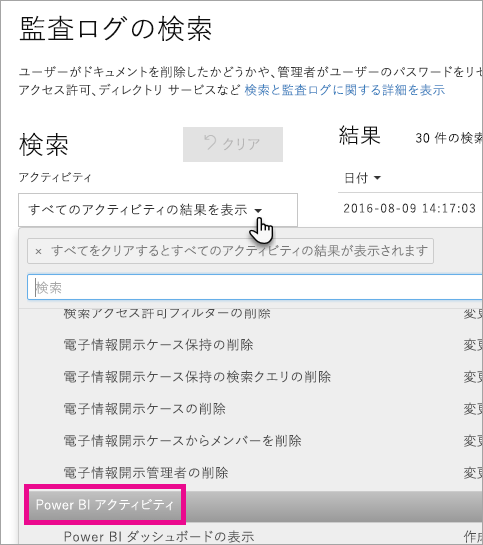 監査ログの検索
ユーザーがドキュメントを削除したかどうかや、管理者がユーザーのパスワードをリセ
アクセス許可、ディレクトリ サービスなど 検索と監査ログに関する詳細を表示
検索
クリア
結果
30 件の検索
アクティビティ
日付
すべてのアクティビティの結果を表示
2016-08-09 14:17:03
× すべてをクリアするとすべてのアクティビティの結果が表示されます
検索
検索アクセス許可フィルターの削除 変更
電子情報開示ケース保持の削除 変更
電子情報開示ケース保持の検索クエリの削除 変更
電子情報開示ケースの削除 変更
電子情報開示ケースからメンバーを削除 変更
電子情報開示管理者の削除 変更
Power BI アクティビティ
Power BI ダッシュボードの表示 作成